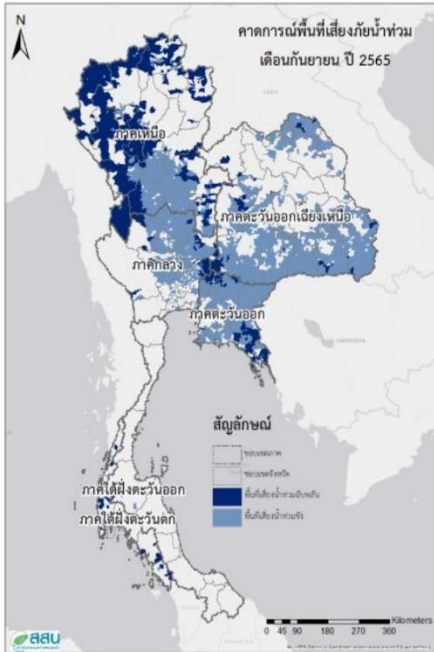 คาดการณ์พื้นที่เสี่ยงภัยน้ำท่วม
เดือนกันยายน ปี 2565
N
ภาคเหนือ
ภาคตะวันออกเฉียงเหนือ
ภาคกลาง
ภาคตะวันออก
สัญลักษณ์
ขอบเขตภาค
ขอบเขตจังหวัด
พื้นที่เสี่ยงน้ำท่วมฉับพลัน
พื้นที่เสี่ยงน้ำท่วมขัง
ภาคใต้ฝั่งตะวันออก
ภาคใต้ฝั่งตะวันตก
Kilometers
0 45 90 180 270 360
สสน